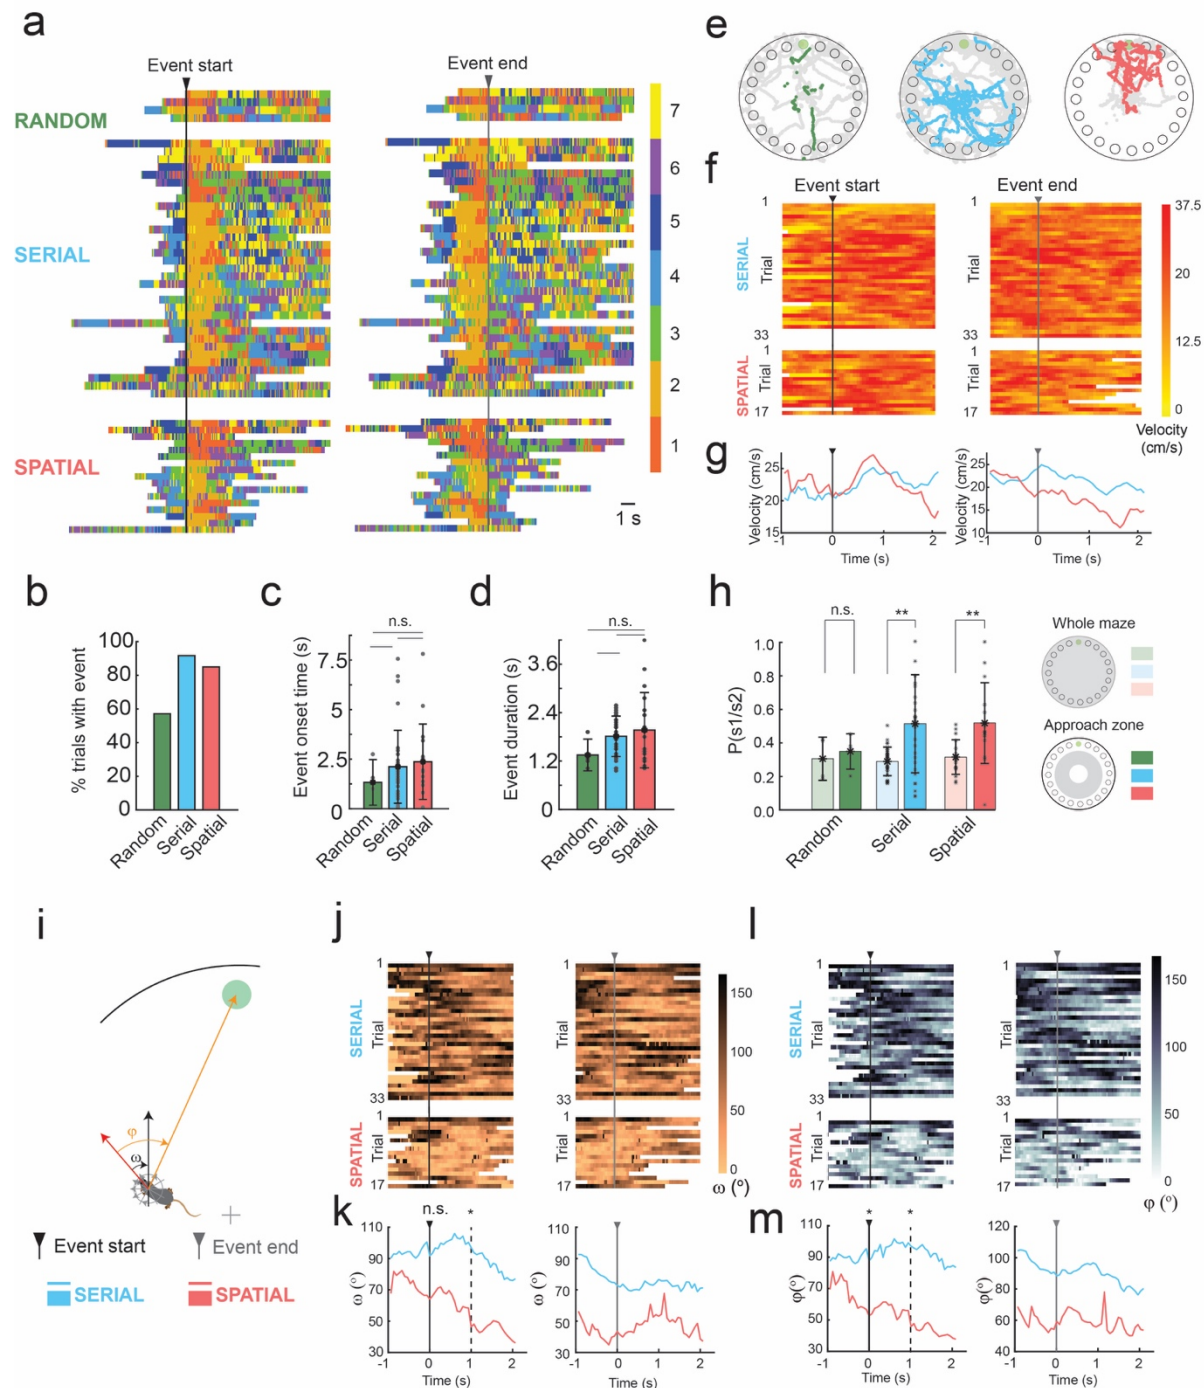 a
Event start
Event end
RANDOM
SERIAL
SPATIAL
7
6
5
4
3
2
1
1 s
b
% trials with event
100
80
60
40
20
0
Random
Serial
Spatial
c
Event onset time (s)
n.s.
7.5
5
2.5
0
Random
Serial
Spatial
d
Event duration (s)
n.s.
3.6
2.4
1.2
0
Random
Serial
Spatial
e
f
Event start
Event end
SERIAL
Trial
1
33
SPATIAL
Trial
1
17
1
33
1
17
37.5
20
12.5
0
Velocity
(cm/s)
g
Velocity (cm/s)
25
20
15
-1
0
1
2
Time (s)
Velocity (cm/s)
25
20
15
10
-1
0
1
2
Time (s)
h
P(s1/s2)
n.s.
**
**
1.0
0.8
0.6
0.4
0.2
0.0
Random
Serial
Spatial
Whole maze
Approach zone
i
φ
ω
Event start
Event end
SERIAL
SPATIAL
j
SERIAL
Trial
1
33
SPATIAL
Trial
1
17
150
100
50
0
ω (°)
k
n.s.
*
ω (°)
110
90
70
50
30
-1
0
1
2
Time (s)
ω (°)
110
90
70
50
30
-1
0
1
2
Time (s)
l
SERIAL
Trial
1
33
SPATIAL
Trial
1
17
1
33
1
17
150
100
50
0
φ (°)
m
*
*
φ(°)
110
90
70
50
30
-1
0
1
2
Time (s)
φ(°)
120
100
80
60
40
-1
0
1
2
Time (s)